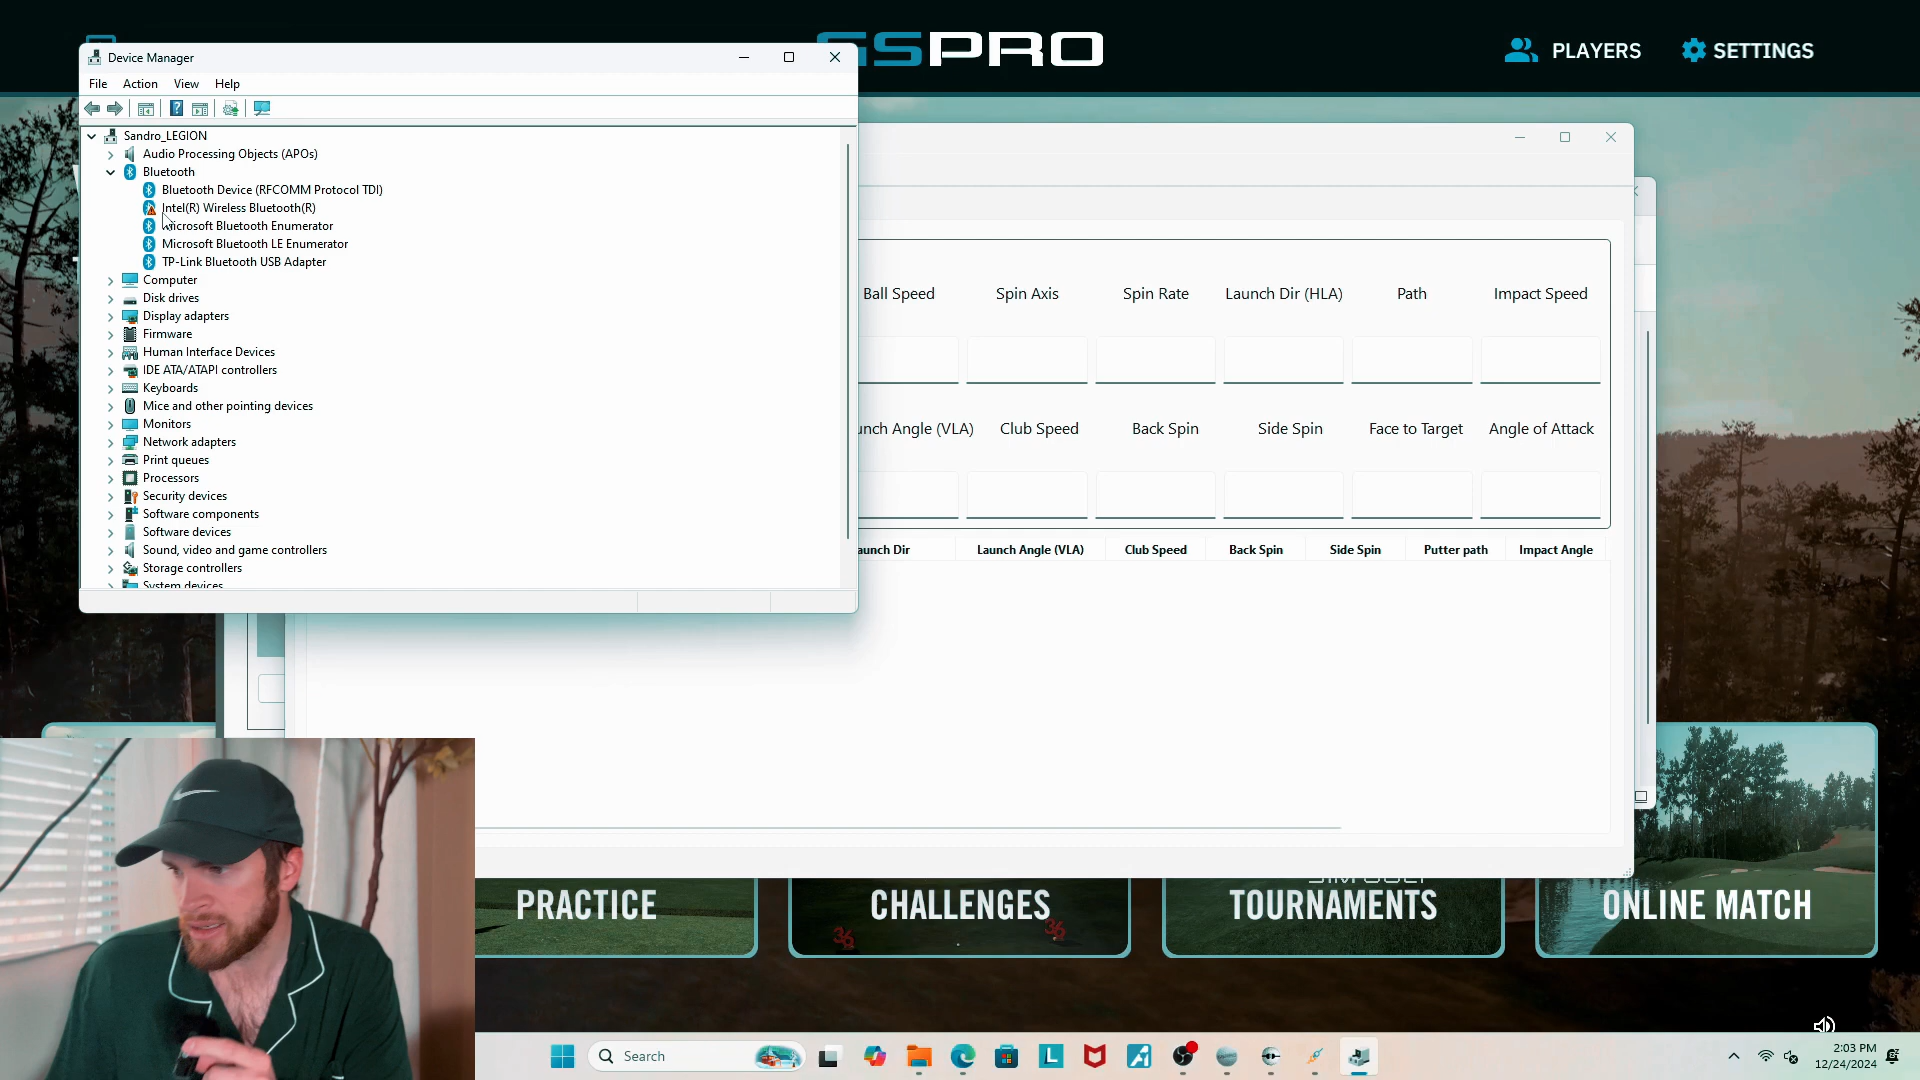 GSPRO
PLAYERS
SETTINGS
Device Manager
File
Action
View
Help
Sandro_LEGION
Audio Processing Objects (APOs)
Bluetooth
Bluetooth Device (RFCOMM Protocol TDI)
Intel(R) Wireless Bluetooth(R)
Microsoft Bluetooth Enumerator
Microsoft Bluetooth LE Enumerator
TP-Link Bluetooth USB Adapter
Computer
Disk drives
Display adapters
Firmware
Human Interface Devices
IDE ATA/ATAPI controllers
Keyboards
Mice and other pointing devices
Monitors
Network adapters
Print queues
Processors
Security devices
Software components
Software devices
Sound, video and game controllers
Storage controllers
System devices
Ball Speed
Spin Axis
Spin Rate
Launch Dir (HLA)
Path
Impact Speed
unch Angle (VLA)
Club Speed
Back Spin
Side Spin
Face to Target
Angle of Attack
aunch Dir
Launch Angle (VLA)
Club Speed
Back Spin
Side Spin
Putter path
Impact Angle
PRACTICE
CHALLENGES
36
36
TOURNAMENTS
ONLINE MATCH
Search
L
2:03 PM
12/24/2024